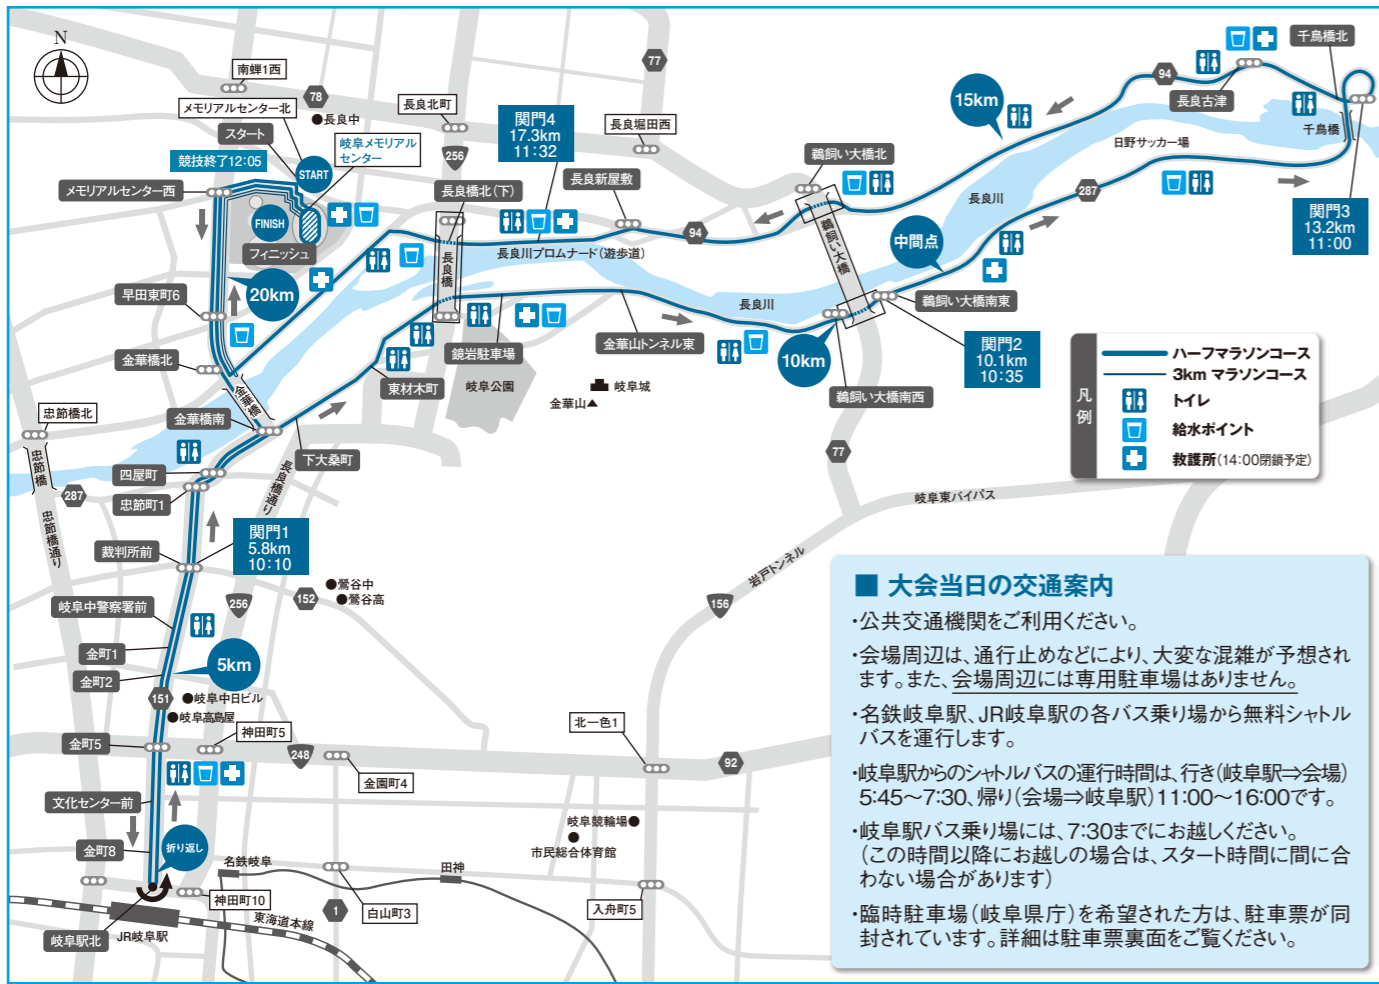 N
南蝉1西
78
メモリアルセンター北
長良中
スタート
岐阜メモリアル
センター
競技終了12:05
START
メモリアルセンター西
FINISH
フィニッシュ
早田東町6
20km
金華橋北
金華橋
金華橋南
忠節橋北
忠節橋
忠節橋通り
287
四屋町
忠節町1
下大桑町
長良橋通り
長良北町
256
長良橋北(下)
長良橋
関門4
17.3km
11:32
長良堀田西
77
長良新屋敷
94
長良川プロムナード(遊歩道)
鵜飼い大橋北
鵜飼い大橋
長良川
15km
94
長良古津
千鳥橋北
千鳥橋
日野サッカー場
287
関門3
13.2km
11:00
中間点
長良川
鵜飼い大橋南東
関門2
10.1km
10:35
10km
鵜飼い大橋南西
金華山トンネル東
鏡岩駐車場
東材木町
岐阜公園
岐阜城
金華山▲
凡例
ハーフマラソンコース
3km マラソンコース
トイレ
給水ポイント
救護所(14:00閉鎖予定)
77
岐阜東バイパス
岩戸トンネル
156
関門1
5.8km
10:10
裁判所前
鶯谷中
鶯谷高
152
256
岐阜中警察署前
金町1
5km
金町2
151
岐阜中日ビル
岐阜高島屋
金町5
神田町5
248
金園町4
北一色1
92
文化センター前
金町8
折り返し
名鉄岐阜
田神
岐阜競輪場
市民総合体育館
神田町10
白山町3
入舟町5
1
東海道本線
岐阜駅北
JR岐阜駅
■ 大会当日の交通案内
・公共交通機関をご利用ください。
・会場周辺は、通行止めなどにより、大変な混雑が予想され
ます。また、会場周辺には専用駐車場はありません。
・名鉄岐阜駅、JR岐阜駅の各バス乗り場から無料シャトル
バスを運行します。
・岐阜駅からのシャトルバスの運行時間は、行き(岐阜駅⇒会場)
5:45～7:30、帰り(会場⇒岐阜駅)11:00～16:00です。
・岐阜駅バス乗り場には、7:30までにお越しください。
(この時間以降にお越しの場合は、スタート時間に間に合
わない場合があります)
・臨時駐車場(岐阜県庁)を希望された方は、駐車票が同
封されています。詳細は駐車票裏面をご覧ください。